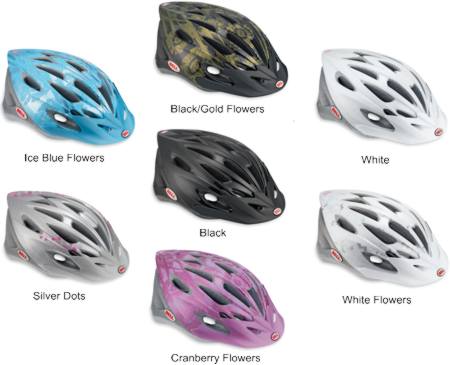 Black/Gold Flowers
Ice Blue Flowers
White
Black
Silver Dots
White Flowers
Cranberry Flowers